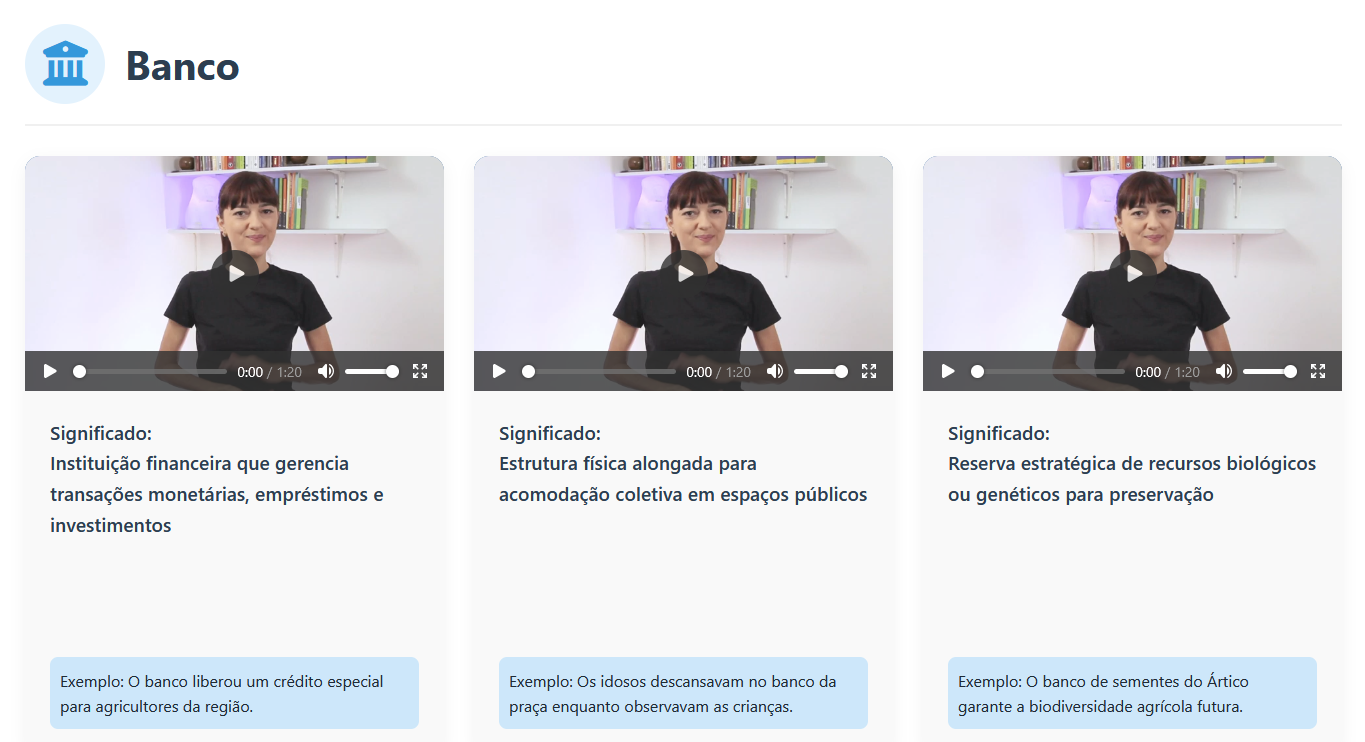 Banco
0:00 / 1:20
0:00 / 1:20
0:00 / 1:20
Significado:
Instituição financeira que gerencia
transações monetárias, empréstimos e
investimentos
Significado:
Estrutura física alongada para
acomodação coletiva em espaços públicos
Significado:
Reserva estratégica de recursos biológicos
ou genéticos para preservação
Exemplo: O banco liberou um crédito especial
para agricultores da região.
Exemplo: Os idosos descansavam no banco da
praça enquanto observavam as crianças.
Exemplo: O banco de sementes do Ártico
garante a biodiversidade agrícola futura.